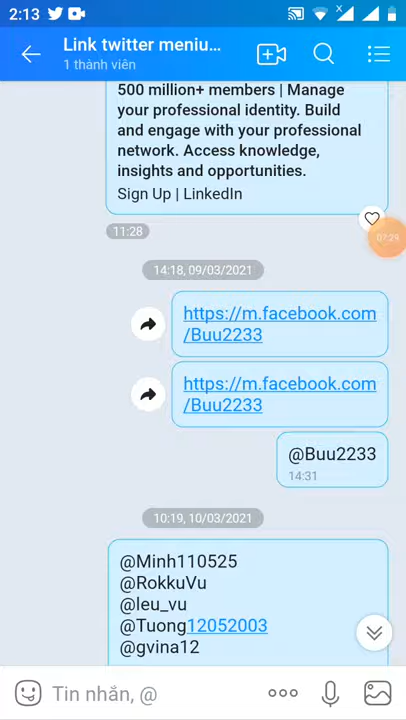 2:13
Link twitter meniu...
1 thành viên
500 million+ members | Manage
your professional identity. Build
and engage with your professional
network. Access knowledge,
insights and opportunities.
Sign Up | LinkedIn
11:28
07:29
14:18, 09/03/2021
https://m.facebook.com
/Buu2233
https://m.facebook.com
/Buu2233
@Buu2233
14:31
10:19, 10/03/2021
@Minh110525
@RokkuVu
@leu_vu
@Tuong12052003
@gvina12
Tin nhắn, @